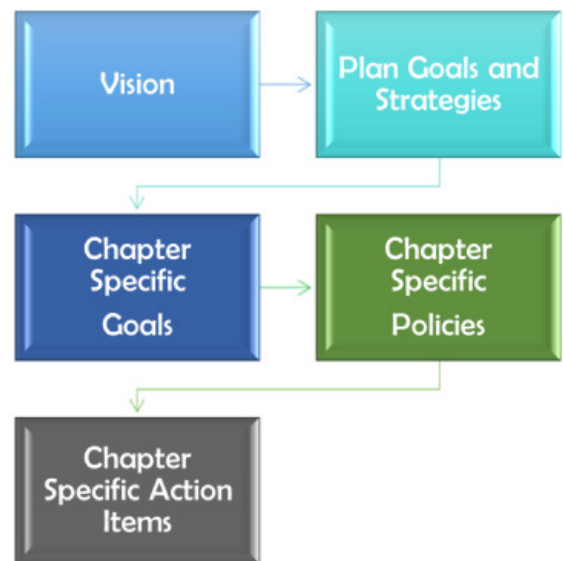 Vision
Plan Goals and
Strategies
Chapter
Specific
Goals
Chapter
Specific
Policies
Chapter
Specific Action
Items